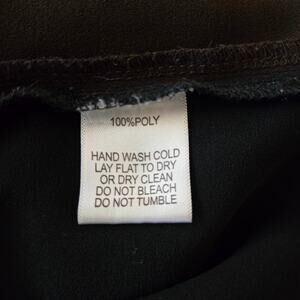 100%POLY
HAND WASH COLD
LAY FLAT TO DRY
OR DRY CLEAN
DO NOT BLEACH
DO NOT TUMBLE